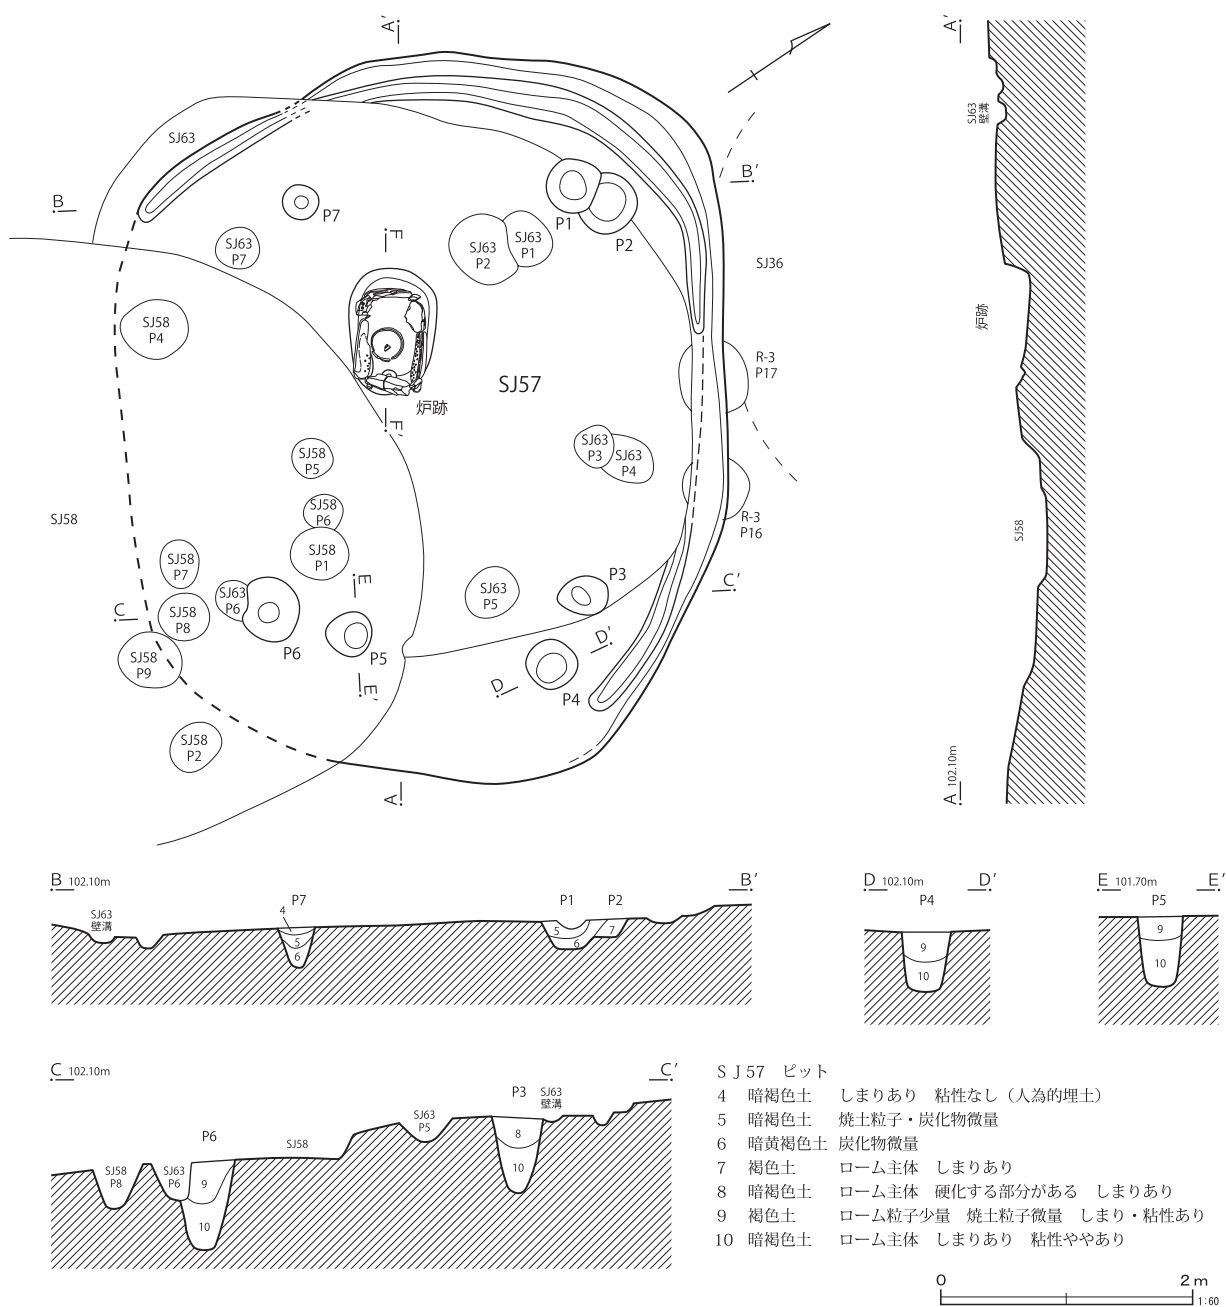 A′
A′
SJ63
SJ63
壁溝
B
B′
P7
P1
P2
SJ63
P7
F
SJ63
P2
SJ63
P1
SJ36
SJ58
P4
炉跡
R-3
P17
SJ57
炉跡
F′
SJ58
P5
SJ63
P3
SJ63
P4
SJ58
SJ58
P6
R-3
P16
SJ58
SJ58
P7
SJ58
P1
C
SJ58
P8
SJ63
P6
E
SJ63
P5
P3
C′
SJ58
P9
P6
P5
D′
D
P4
E′
SJ58
P2
A
A 102.10m
B 102.10m
B′
SJ63
壁溝
P7
P1
P2
4
5
6
5
6
7
D 102.10m
D′
P4
9
10
E 101.70m
E′
P5
9
10
C 102.10m
C′
SJ58
P8
SJ63
P6
P6
9
10
SJ58
SJ63
P5
P3
SJ63
壁溝
8
10
SJ57 ピット
4 暗褐色土 しまりあり 粘性なし（人為的埋土）
5 暗褐色土 焼土粒子・炭化物微量
6 暗黄褐色土 炭化物微量
7 褐色土 ローム主体 しまりあり
8 暗褐色土 ローム主体 硬化する部分がある しまりあり
9 褐色土 ローム粒子少量 焼土粒子微量 しまり・粘性あり
10 暗褐色土 ローム主体 しまりあり 粘性ややあり
0 2m
1:60